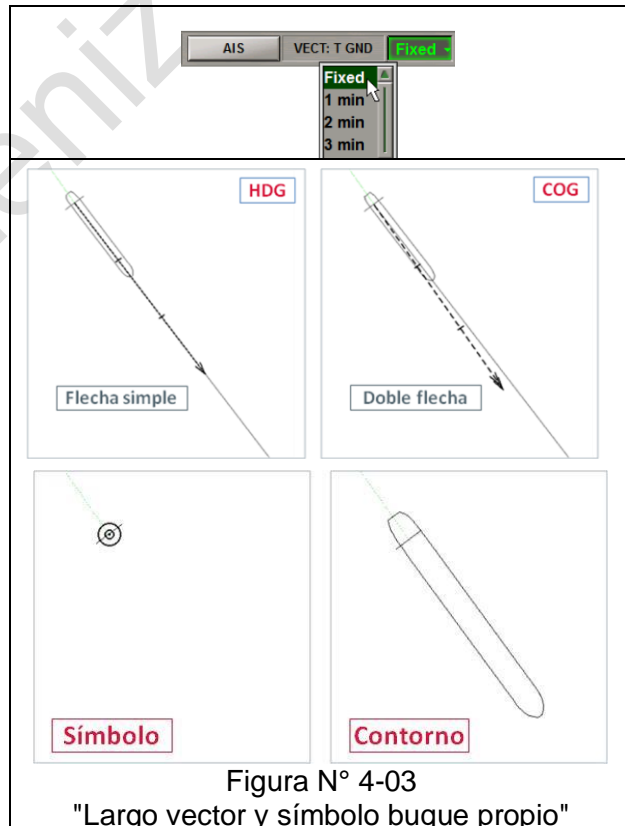 AIS VECT: T GND Fixed
Fixed
1 min
2 min
3 min
HDG
COG
Flecha simple
Doble flecha
Símbolo
Contorno
Figura N° 4-03
"Largo vector y símbolo buque propio"